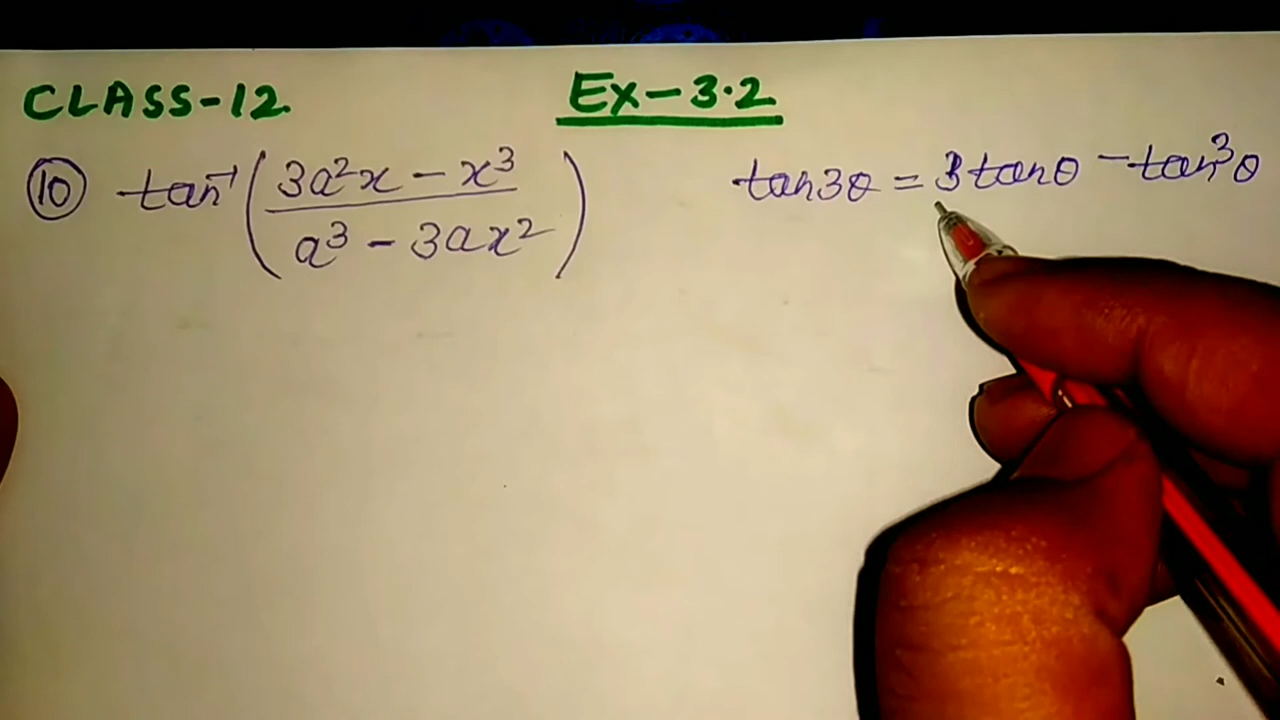 CLASS-12. Ex-3.2
⑩ tan⁻¹ (3a²x - x³ / a³ - 3ax²) tan3θ = 3tanθ - tan³θ